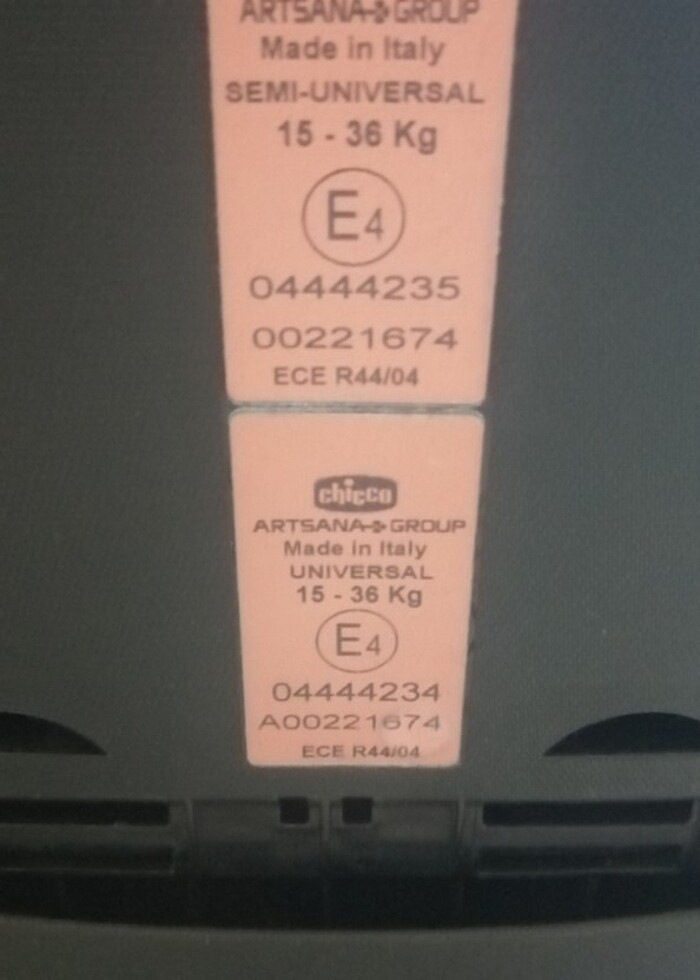 ARTSANA GROUP
Made in Italy
SEMI-UNIVERSAL
15 - 36 Kg
E4
04444235
00221674
ECE R44/04
chicco
ARTSANA GROUP
Made in Italy
UNIVERSAL
15 - 36 Kg
E4
04444234
A00221674
ECE R44/04